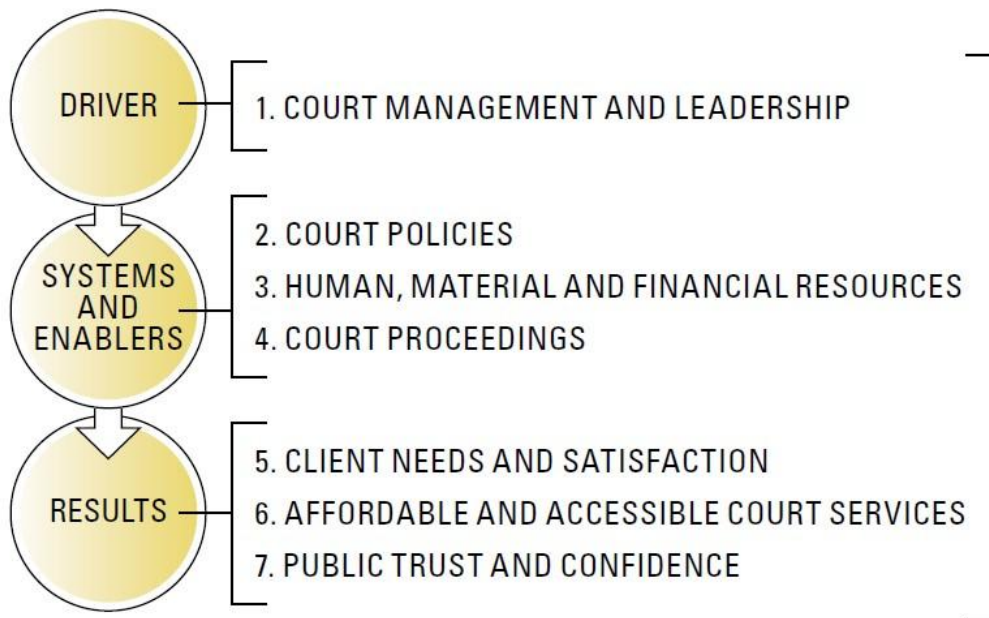 DRIVER
1. COURT MANAGEMENT AND LEADERSHIP
SYSTEMS
AND
ENABLERS
2. COURT POLICIES
3. HUMAN, MATERIAL AND FINANCIAL RESOURCES
4. COURT PROCEEDINGS
RESULTS
5. CLIENT NEEDS AND SATISFACTION
6. AFFORDABLE AND ACCESSIBLE COURT SERVICES
7. PUBLIC TRUST AND CONFIDENCE